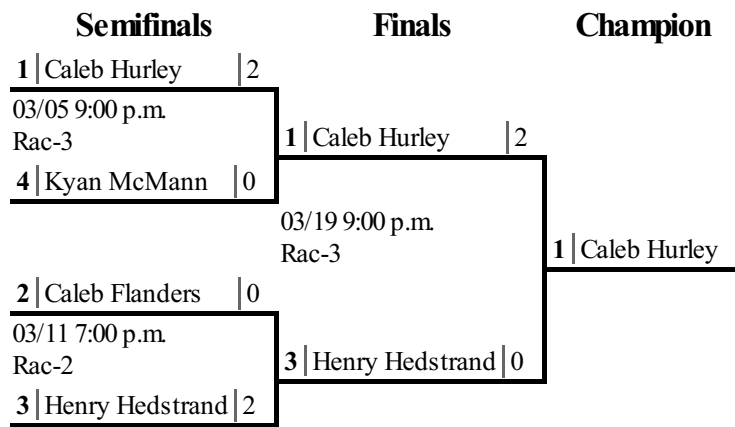 Semifinals Finals Champion
1 Caleb Hurley 2
03/05 9:00 p.m.
Rac-3
1 Caleb Hurley 2
4 Kyan McMann 0
03/19 9:00 p.m.
Rac-3
1 Caleb Hurley
2 Caleb Flanders 0
03/11 7:00 p.m.
Rac-2
3 Henry Hedstrand 0
3 Henry Hedstrand 2